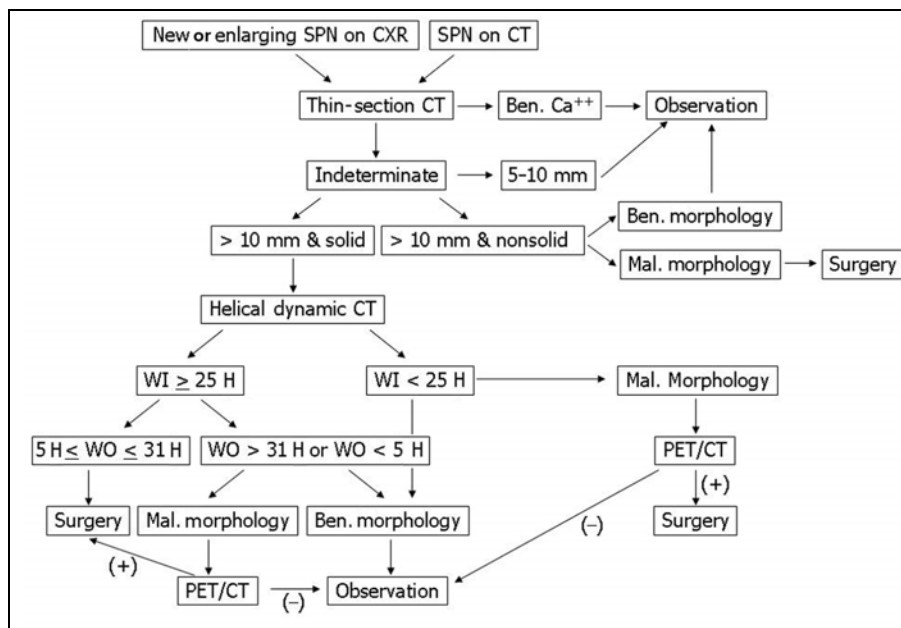 New or enlarging SPN on CXR
SPN on CT
Thin-section CT
Ben. Ca++
Observation
Indeterminate
5-10 mm
Ben. morphology
> 10 mm & solid
> 10 mm & nonsolid
Mal. morphology
Surgery
Helical dynamic CT
WI ≥ 25 H
WI < 25 H
Mal. Morphology
5 H ≤ WO ≤ 31 H
WO > 31 H or WO < 5 H
PET/CT
(+)
Surgery
Mal. morphology
Ben. morphology
Surgery
(–)
(+)
PET/CT
(–)
Observation